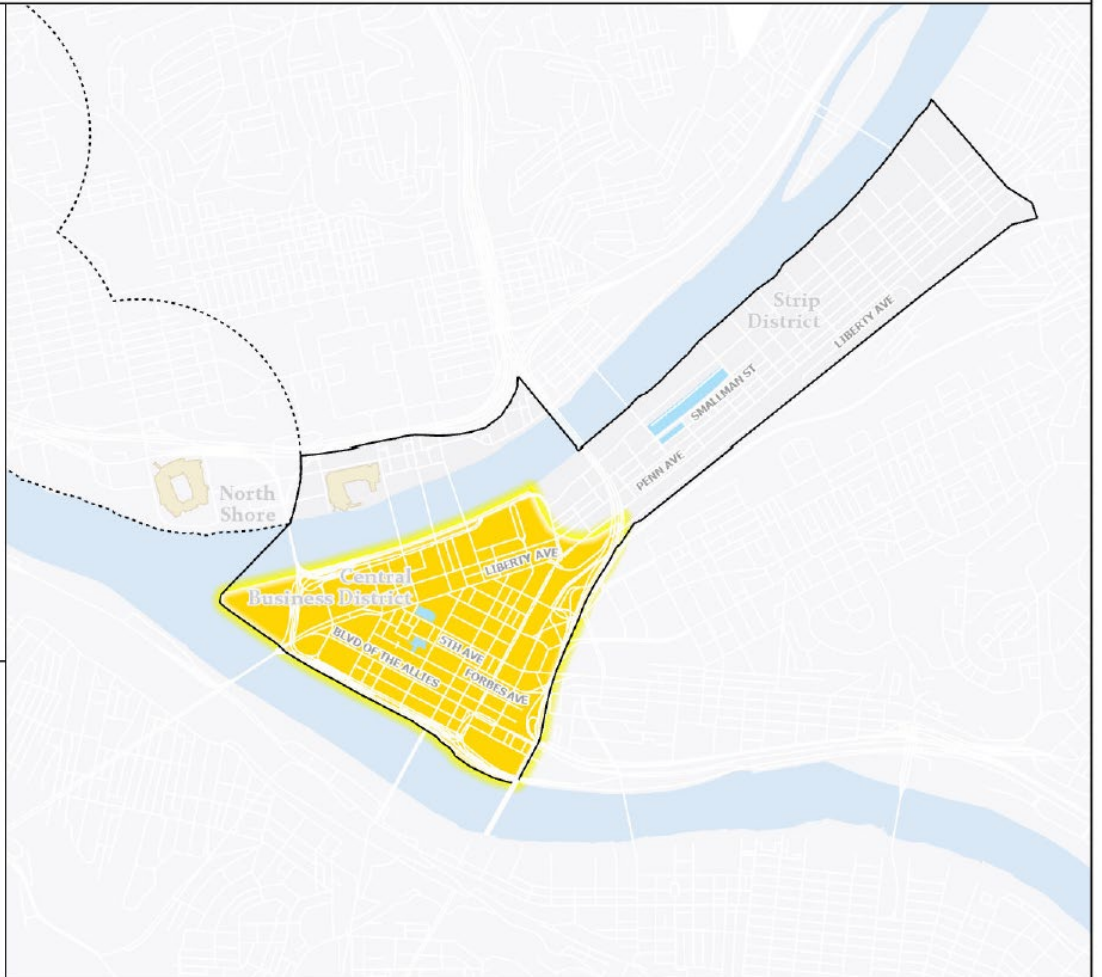 Strip
District
LIBERTY AVE
SMALLMAN ST
PENN AVE
North
Shore
LIBERTY AVE
Central
Business District
5TH AVE
BLVD OF THE ALLIES
FORBES AVE